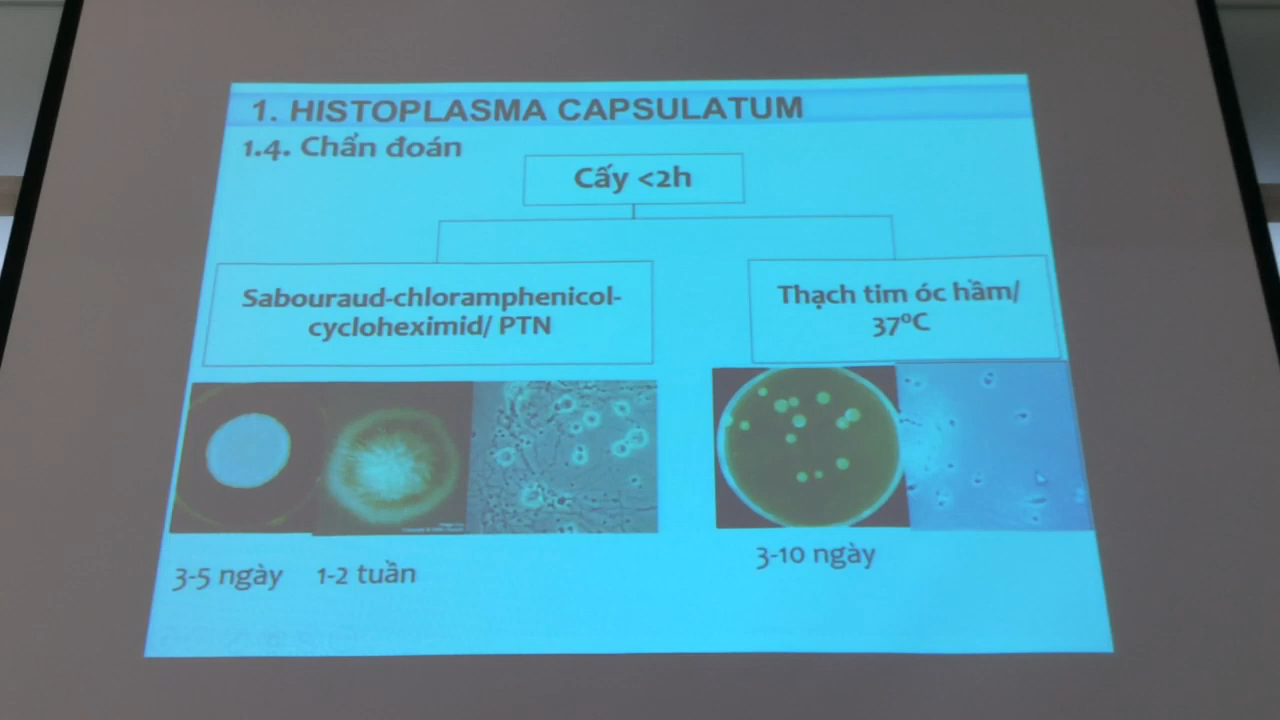 1. HISTOPLASMA CAPSULATUM
1.4. Chẩn đoán
Cấy <2h
Sabouraud-chloramphenicol-
cycloheximid/ PTN
Thạch tim óc hầm/
37ºC
3-5 ngày
1-2 tuần
3-10 ngày